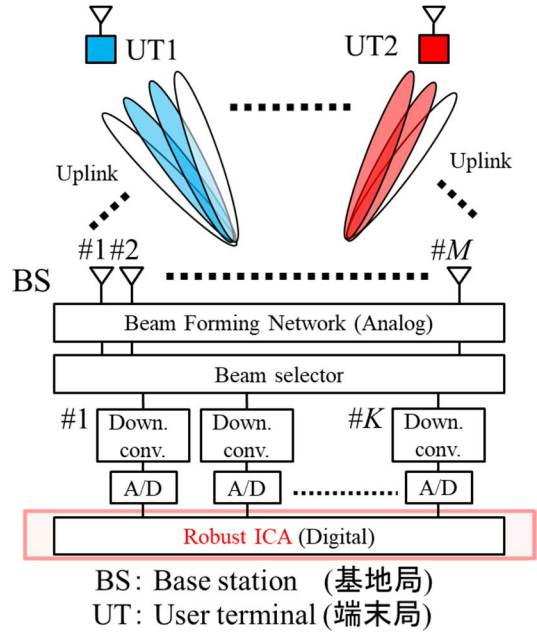 UT1
UT2
Uplink
Uplink
#1 #2
#M
BS
Beam Forming Network (Analog)
Beam selector
#1
Down. conv.
Down. conv.
#K
Down. conv.
A/D
A/D
A/D
Robust ICA (Digital)
BS: Base station (基地局)
UT: User terminal (端末局)